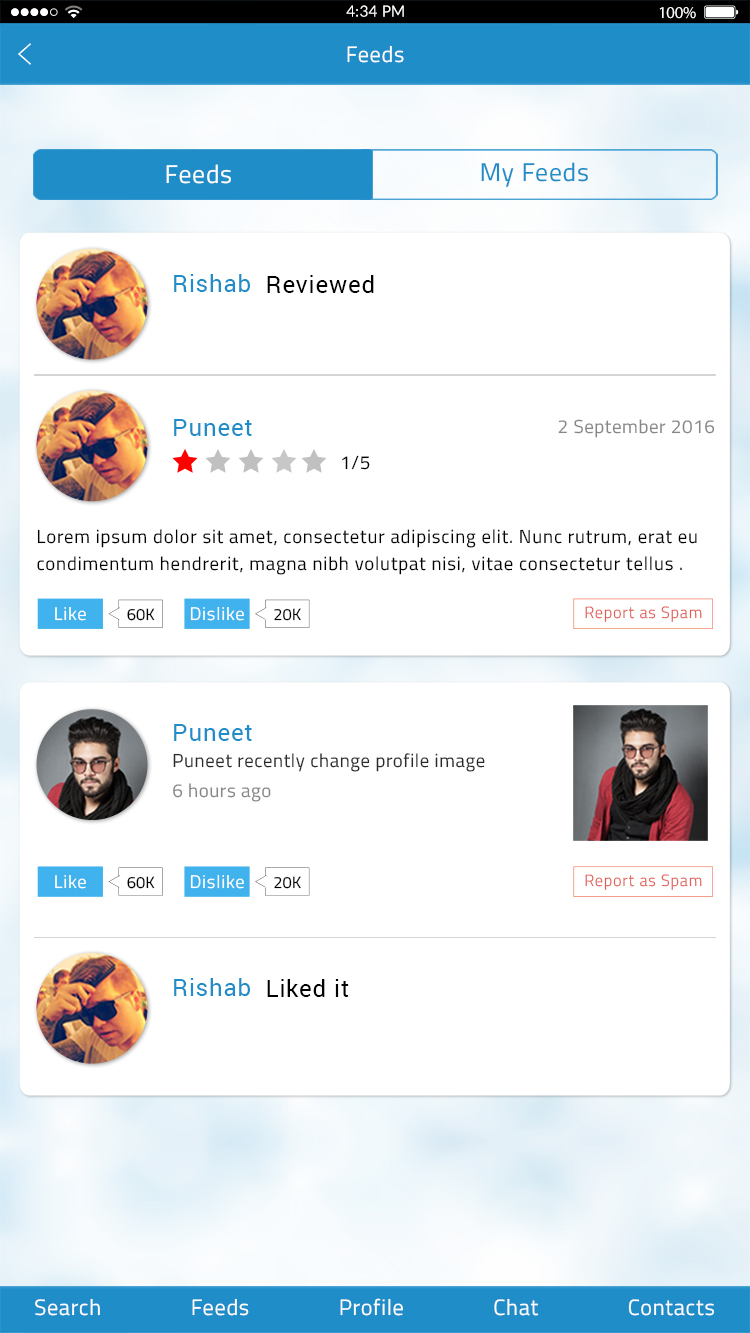 4:34 PM 100%
Feeds
Feeds My Feeds
Rishab Reviewed
Puneet 2 September 2016
1/5
Lorem ipsum dolor sit amet, consectetur adipiscing elit. Nunc rutrum, erat eu
condimentum hendrerit, magna nibh volutpat nisi, vitae consectetur tellus .
Like 60K Dislike 20K Report as Spam
Puneet
Puneet recently change profile image
6 hours ago
Like 60K Dislike 20K Report as Spam
Rishab Liked it
Search Feeds Profile Chat Contacts